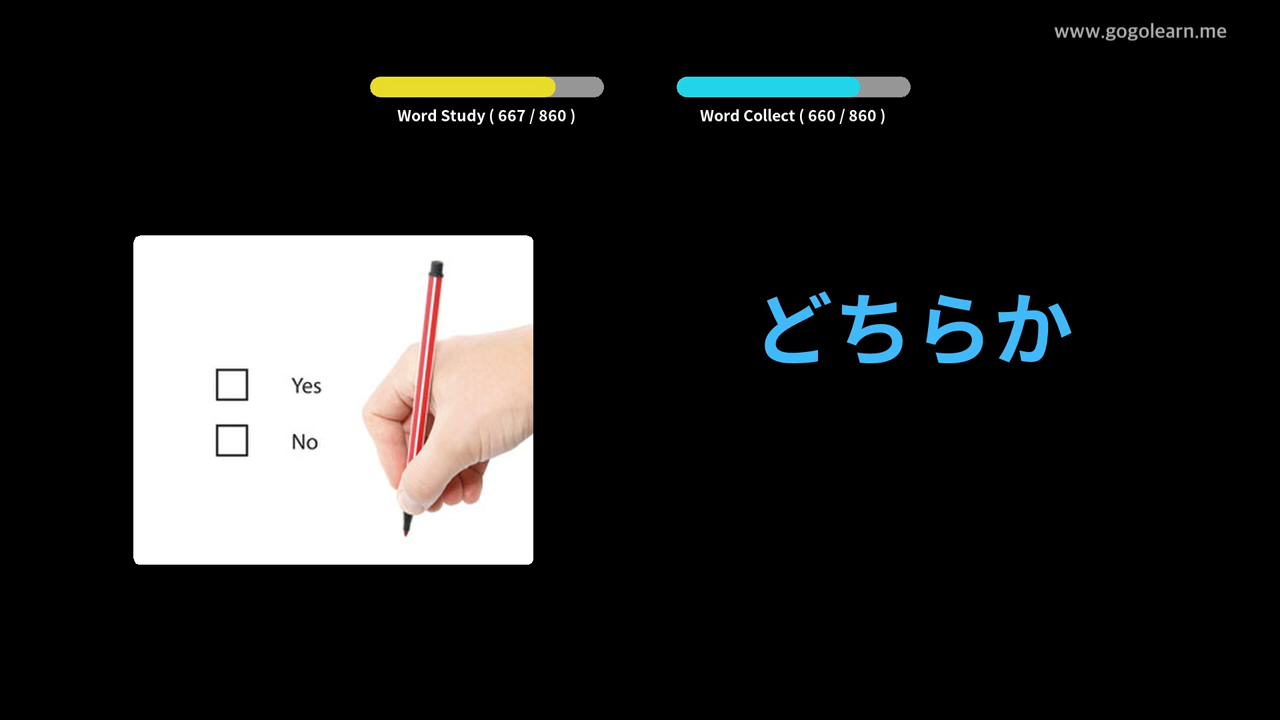 www.gogolearn.me
Word Study ( 667 / 860 )
Word Collect ( 660 / 860 )
どちらか
Yes
No